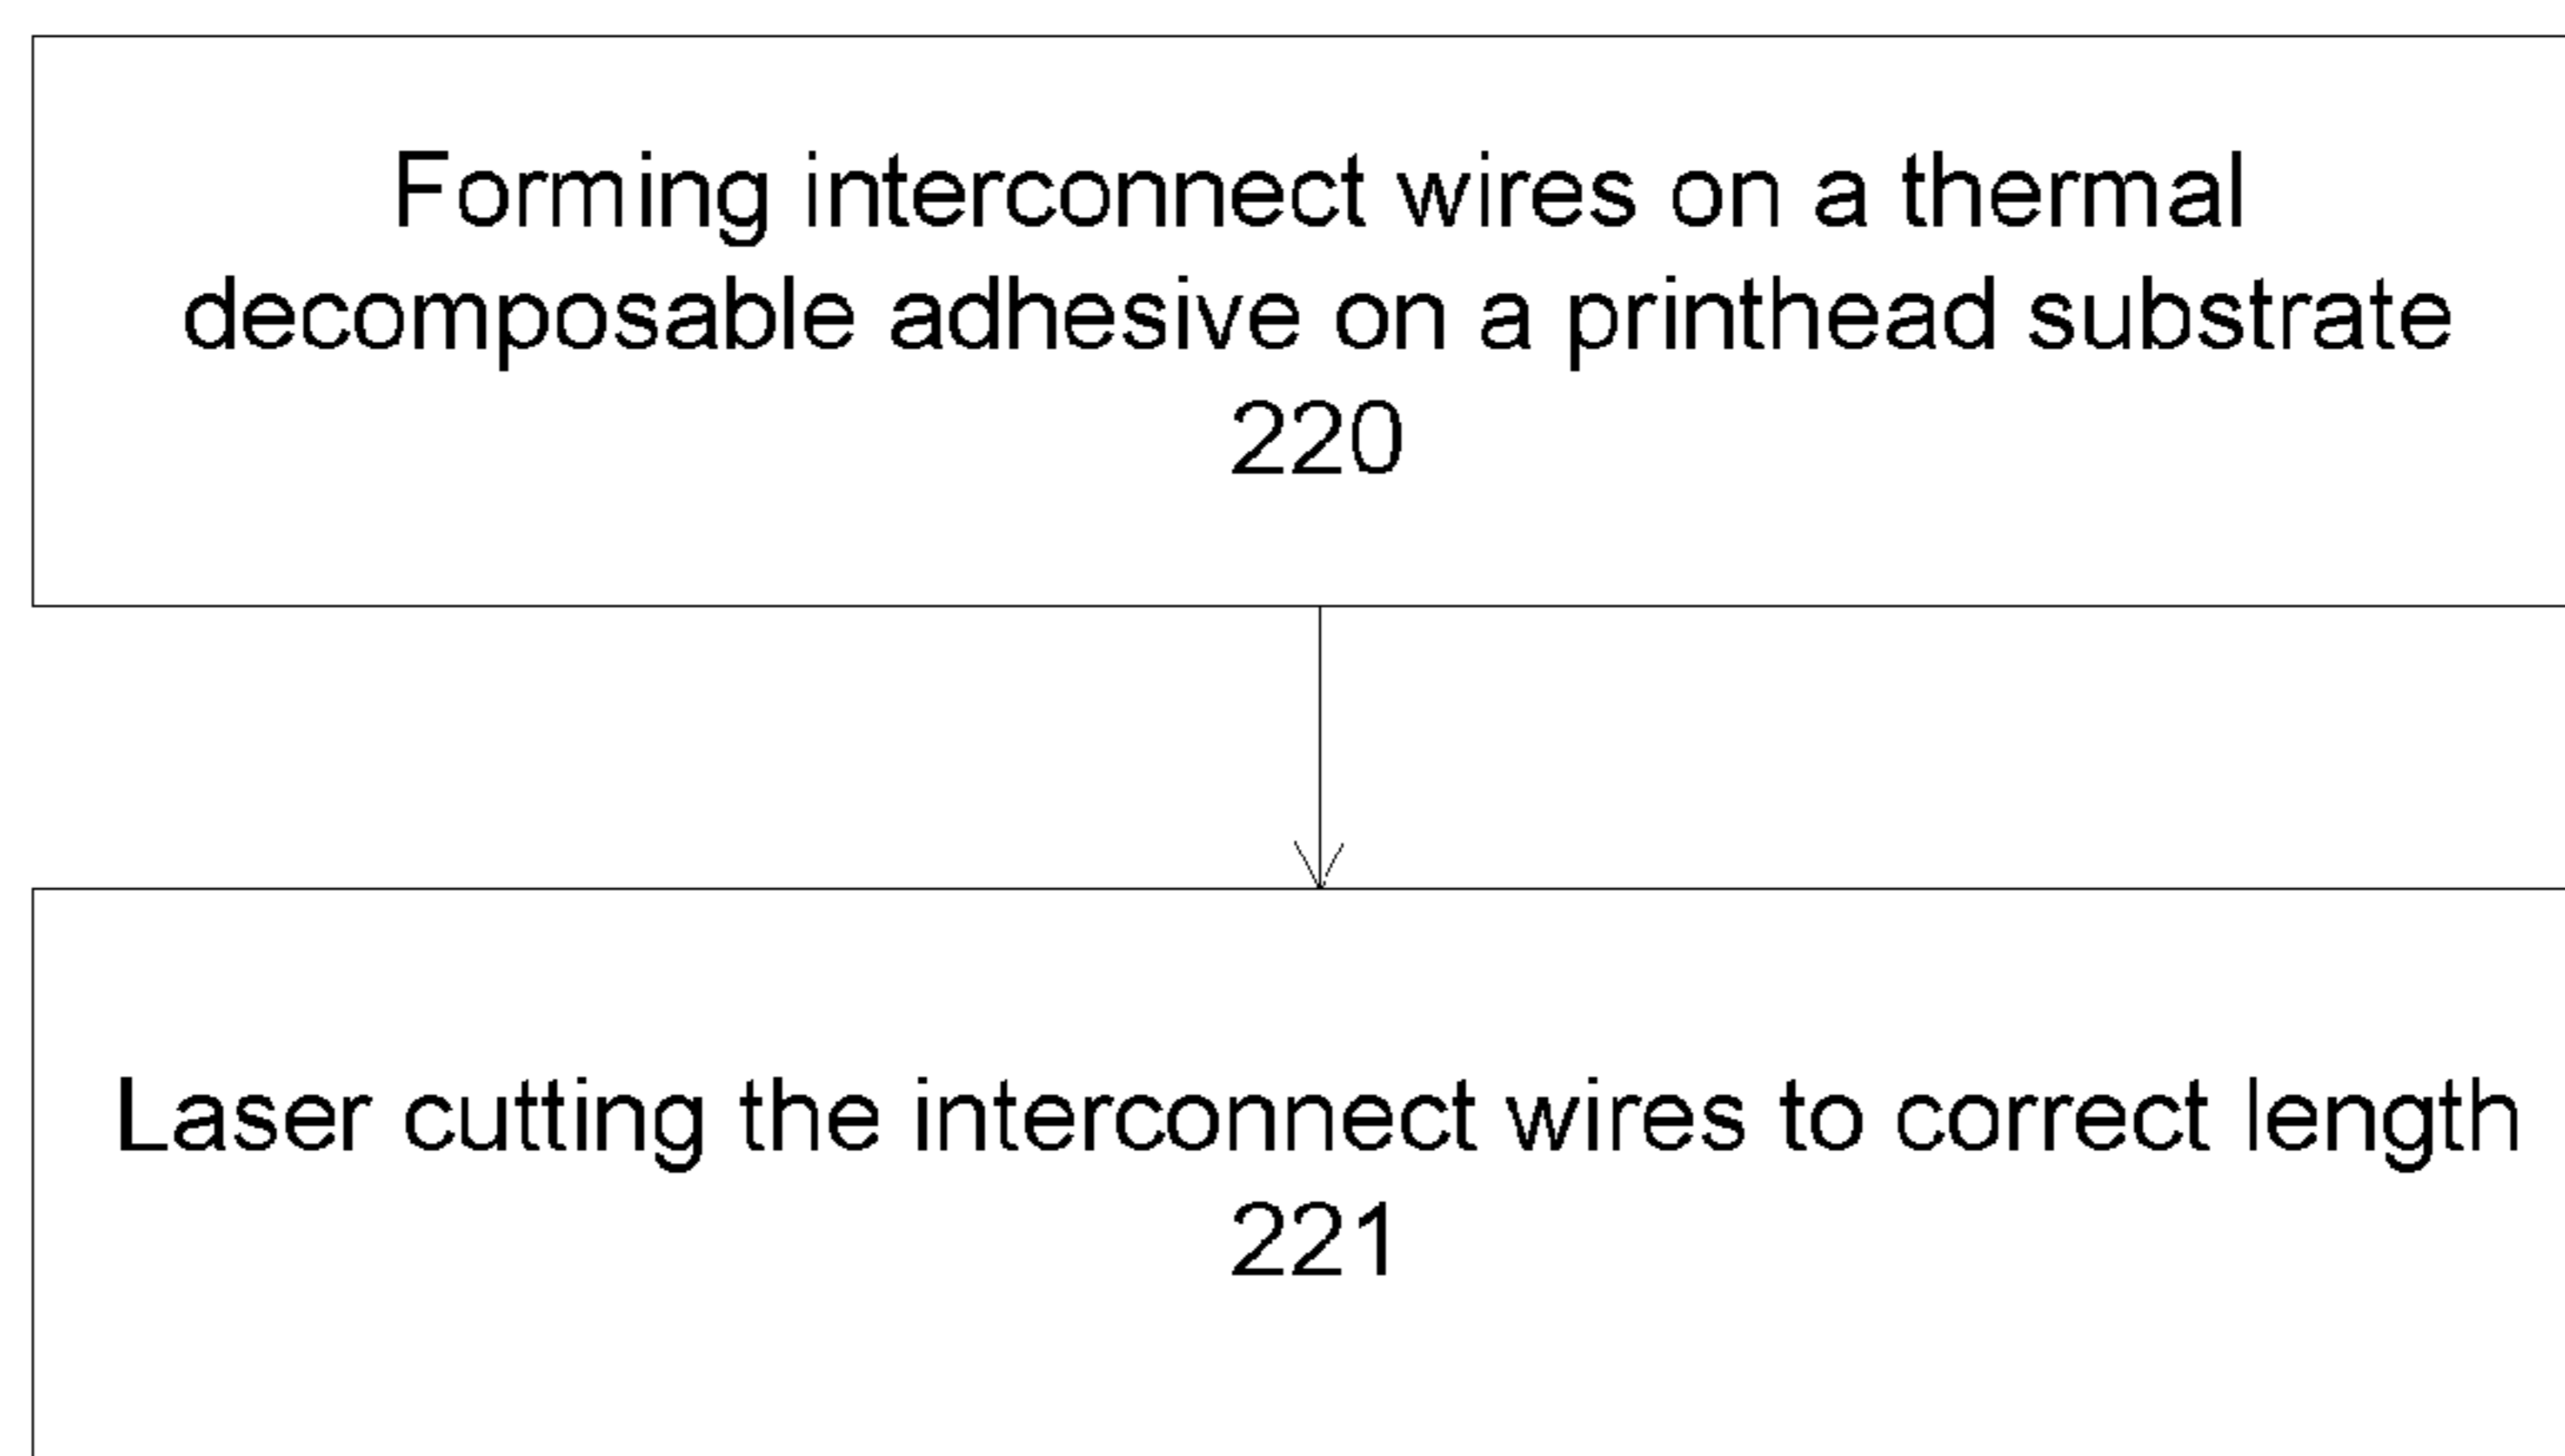 Forming interconnect wires on a thermal
decomposable adhesive on a printhead substrate
220
Laser cutting the interconnect wires to correct length
221